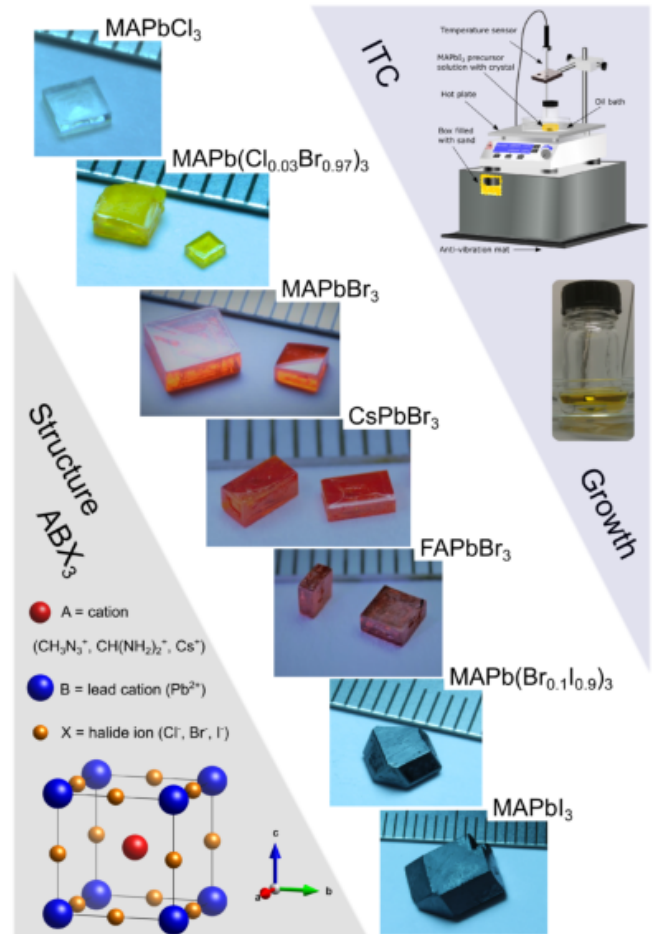 MAPbCl₃
ITC
Temperature sensor
MAPbI₃ precursor
solution with crystal
Hot plate
Oil bath
Box filled
with sand
Anti-vibration mat
MAPb(Cl₀.₀₃Br₀.₉₇)₃
MAPbBr₃
CsPbBr₃
FAPbBr₃
Growth
Structure
ABX₃
A = cation
(CH₃N₃⁺, CH(NH₂)₂⁺, Cs⁺)
B = lead cation (Pb²⁺)
X = halide ion (Cl⁻, Br⁻, I⁻)
MAPb(Br₀.₁I₀.₉)₃
MAPbI₃
c
a
b